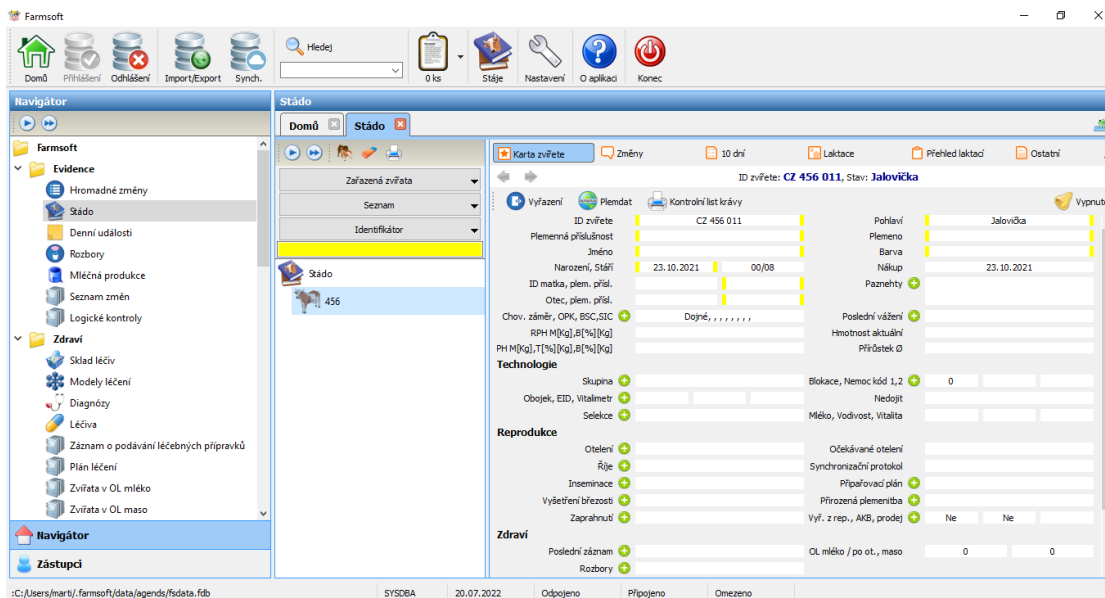 Farmsoft
Domů Přihlášení Odhlášení Import/Export Synch. Hledej 0 ks Stáje Nastavení O aplikaci Konec
Navigátor
Farmsoft
Evidence
Hromadné změny
Stádo
Denní události
Rozbory
Mléčná produkce
Seznam změn
Logické kontroly
Zdraví
Sklad léčiv
Modely léčení
Diagnózy
Léčiva
Záznam o podávání léčebných přípravků
Plán léčení
Zvířata v OL mléko
Zvířata v OL maso
Navigátor
Zástupci
Stádo
Domů Stádo
Zařazená zvířata
Seznam
Identifikátor
Stádo
456
Karta zvířete Změny 10 dní Laktace Přehled laktací Ostatní
ID zvířete: CZ 456 011, Stav: Jalovička
Vyřazení Plemdat Kontrolní list krávy Vypnuto
ID zvířete CZ 456 011 Pohlaví Jalovička
Plemenná příslušnost Plemeno
Jméno Barva
Narození, Stáří 23.10.2021 00/08 Nákup 23.10.2021
ID matka, plem. přísl. Paznehty
Otec, plem. přísl.
Chov. záměr, OPK, BSC,SIC Dojné, , , , , , , Poslední vážení
RPH M[Kg],B[%][Kg] Hmotnost aktuální
PH M[Kg],T[%][Kg],B[%][Kg] Přírůstek Ø
Technologie
Skupina Blokace, Nemoc kód 1,2 0
Obojek, EID, Vitalimetr Nedojit
Selekce Mléko, Vodivost, Vitalita
Reprodukce
Otelení Očekávané otelení
Říje Synchronizační protokol
Inseminace Připařovací plán
Vyšetření březosti Přirozená plemenitba
Zaprahnutí Vyř. z rep., AKB, prodej Ne Ne
Zdraví
Poslední záznam OL mléko / po ot., maso 0 0
Rozbory
:C:/Users/marti/.farmsoft/data/agends/fsdata.fdb SYSDBA 20.07.2022 Odpojeno Připojeno Omezeno